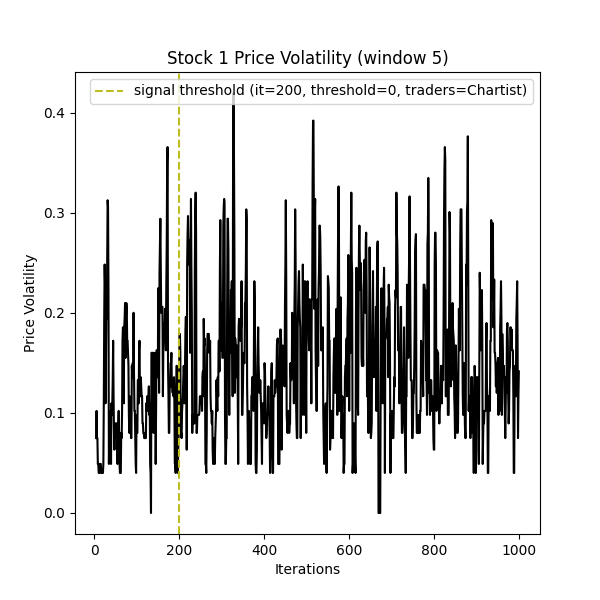 Stock 1 Price Volatility (window 5)
signal threshold (it=200, threshold=0, traders=Chartist)
0.4
0.3
0.2
0.1
0.0
Price Volatility
0 200 400 600 800 1000
Iterations